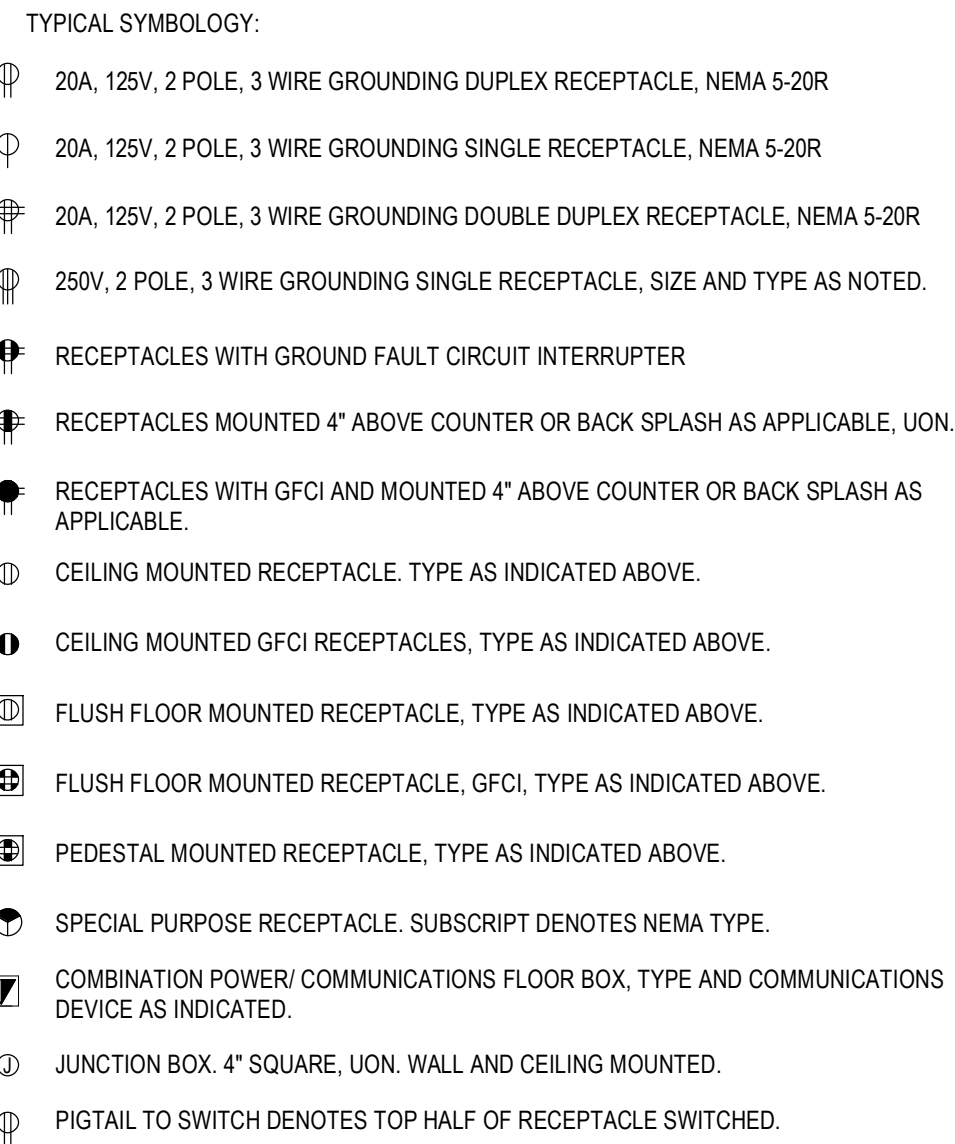 TYPICAL SYMBOLOGY:
20A, 125V, 2 POLE, 3 WIRE GROUNDING DUPLEX RECEPTACLE, NEMA 5-20R
20A, 125V, 2 POLE, 3 WIRE GROUNDING SINGLE RECEPTACLE, NEMA 5-20R
20A, 125V, 2 POLE, 3 WIRE GROUNDING DOUBLE DUPLEX RECEPTACLE, NEMA 5-20R
250V, 2 POLE, 3 WIRE GROUNDING SINGLE RECEPTACLE, SIZE AND TYPE AS NOTED.
RECEPTACLES WITH GROUND FAULT CIRCUIT INTERRUPTER
RECEPTACLES MOUNTED 4" ABOVE COUNTER OR BACK SPLASH AS APPLICABLE, UON.
RECEPTACLES WITH GFCI AND MOUNTED 4" ABOVE COUNTER OR BACK SPLASH AS
APPLICABLE.
CEILING MOUNTED RECEPTACLE. TYPE AS INDICATED ABOVE.
CEILING MOUNTED GFCI RECEPTACLES, TYPE AS INDICATED ABOVE.
FLUSH FLOOR MOUNTED RECEPTACLE, TYPE AS INDICATED ABOVE.
FLUSH FLOOR MOUNTED RECEPTACLE, GFCI, TYPE AS INDICATED ABOVE.
PEDESTAL MOUNTED RECEPTACLE, TYPE AS INDICATED ABOVE.
SPECIAL PURPOSE RECEPTACLE. SUBSCRIPT DENOTES NEMA TYPE.
COMBINATION POWER/ COMMUNICATIONS FLOOR BOX, TYPE AND COMMUNICATIONS
DEVICE AS INDICATED.
J JUNCTION BOX. 4" SQUARE, UON. WALL AND CEILING MOUNTED.
PIGTAIL TO SWITCH DENOTES TOP HALF OF RECEPTACLE SWITCHED.